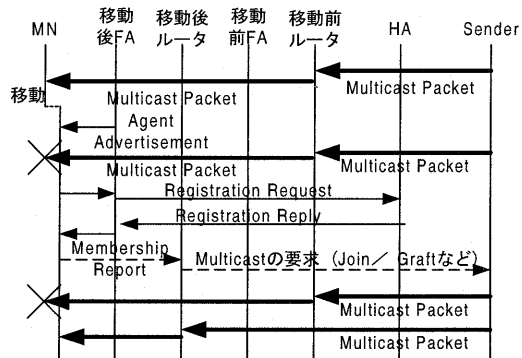 MN
移動
後FA
移動後
ルータ
移動
前FA
移動前
ルータ
HA
Sender
Multicast Packet
Multicast Packet
移動
Agent
Advertisement
Multicast Packet
Multicast Packet
Registration Request
Registration Reply
Membership
Report
Multicastの要求（Join／ Graftなど）
Multicast Packet
Multicast Packet